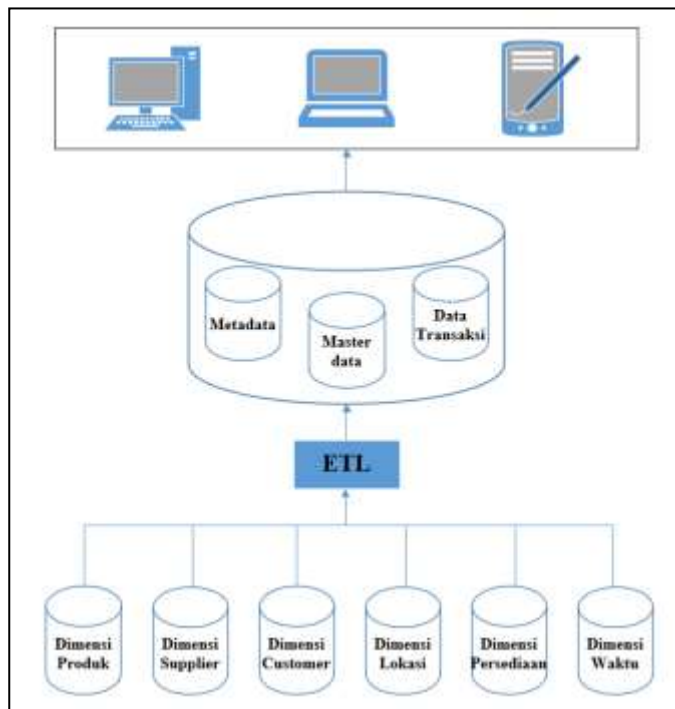 Metadata
Master
data
Data
Transaksi
ETL
Dimensi
Produk
Dimensi
Supplier
Dimensi
Customer
Dimensi
Lokasi
Dimensi
Persediaan
Dimensi
Waktu